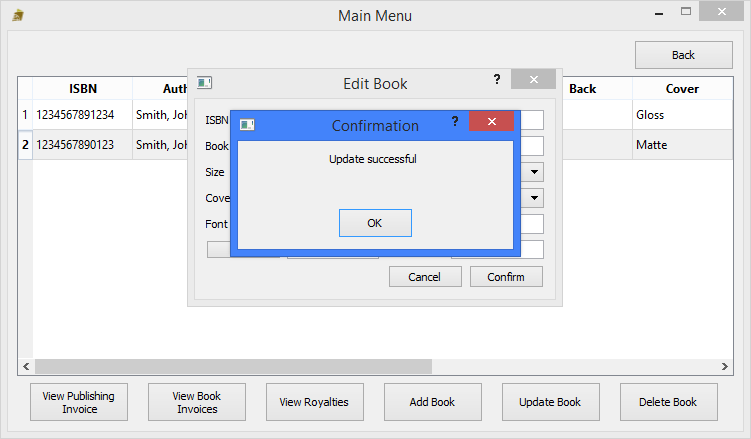 Main Menu
Back
ISBN Auth Back Cover
1 1234567891234 Smith, Joh Gloss
2 1234567890123 Smith, Joh Matte
Edit Book ?
ISBN
Book
Size
Cove
Font
Cancel Confirm
Confirmation ?
Update successful
OK
View Publishing Invoice
View Book Invoices
View Royalties
Add Book
Update Book
Delete Book